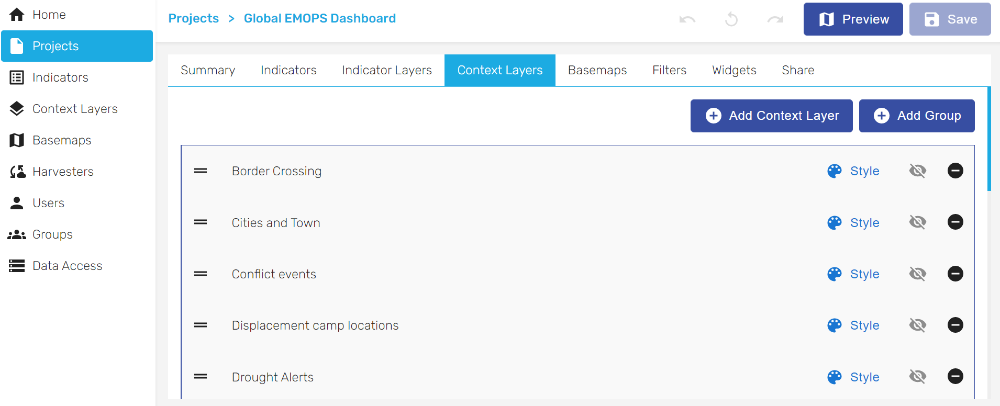 Home
Projects
Indicators
Context Layers
Basemaps
Harvesters
Users
Groups
Data Access
Projects > Global EMOPS Dashboard
Preview
Save
Summary
Indicators
Indicator Layers
Context Layers
Basemaps
Filters
Widgets
Share
Add Context Layer
Add Group
Border Crossing
Style
Cities and Town
Style
Conflict events
Style
Displacement camp locations
Style
Drought Alerts
Style